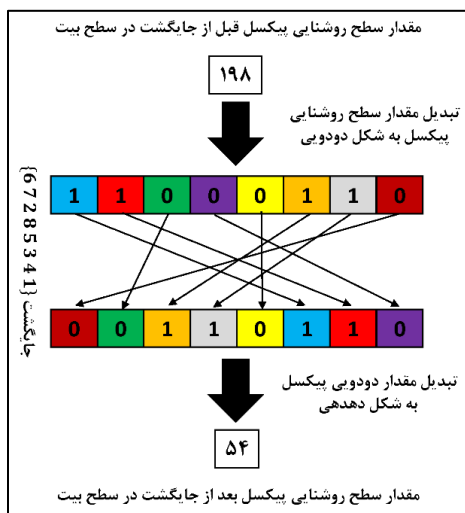 مقدار سطح روشنایی پیکسل قبل از جایگشت در سطح بیت
۱۹۸
تبدیل مقدار سطح روشنایی
پیکسل به شکل دودویی
1 1 0 0 0 1 1 0
جایگشت {6 7 2 8 5 3 4 1}
0 0 1 1 0 1 1 0
تبدیل مقدار دودویی پیکسل
به شکل دهدهی
۵۴
مقدار سطح روشنایی پیکسل بعد از جایگشت در سطح بیت